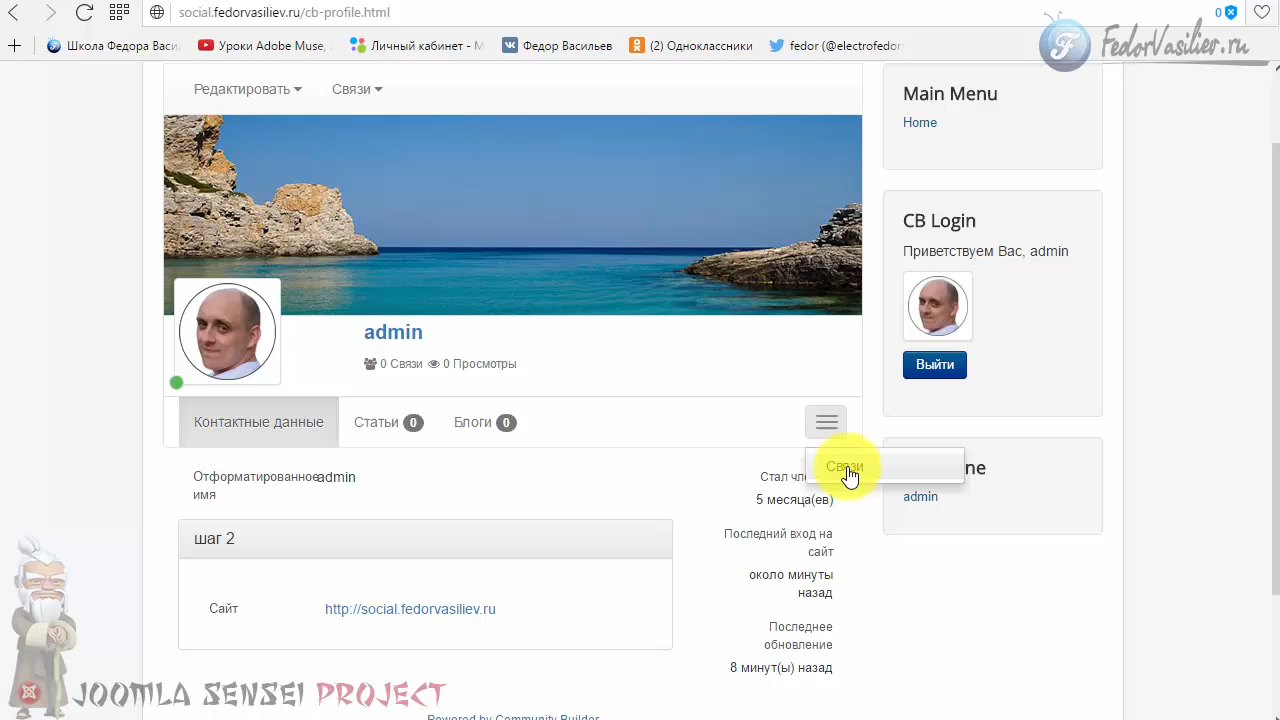 social.fedorvasiliev.ru/cb-profile.html
0
Школа Федора Васи.
Уроки Adobe Muse,
Личный кабинет - М
Федор Васильев
(2) Одноклассники
fedor (@electrofedor
FedorVasiliev.ru
Редактировать
Связи
admin
0 Связи 0 Просмотры
Контактные данные
Статьи 0
Блоги 0
Связи
Отформатированное
имя
admin
шаг 2
Сайт
http://social.fedorvasiliev.ru
Стал чл
5 месяца(ев)
Последний вход на
сайт
около минуты
назад
Последнее
обновление
8 минут(ы) назад
Powered by Community Builder
Main Menu
Home
CB Login
Приветствуем Вас, admin
Выйти
ne
admin
JOOMLA SENSEI PROJECT